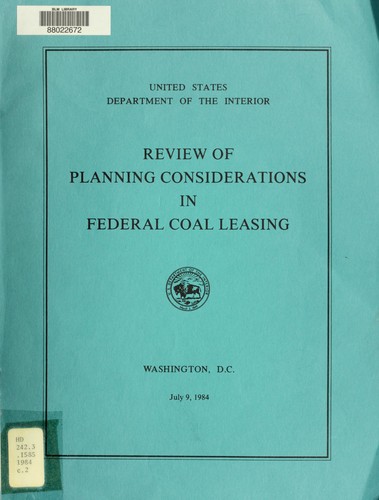 BLM LIBRARY
88022672
UNITED STATES
DEPARTMENT OF THE INTERIOR
REVIEW OF
PLANNING CONSIDERATIONS
IN
FEDERAL COAL LEASING
WASHINGTON, D.C.
July 9, 1984
HD
242.3
.1585
1984
c.2